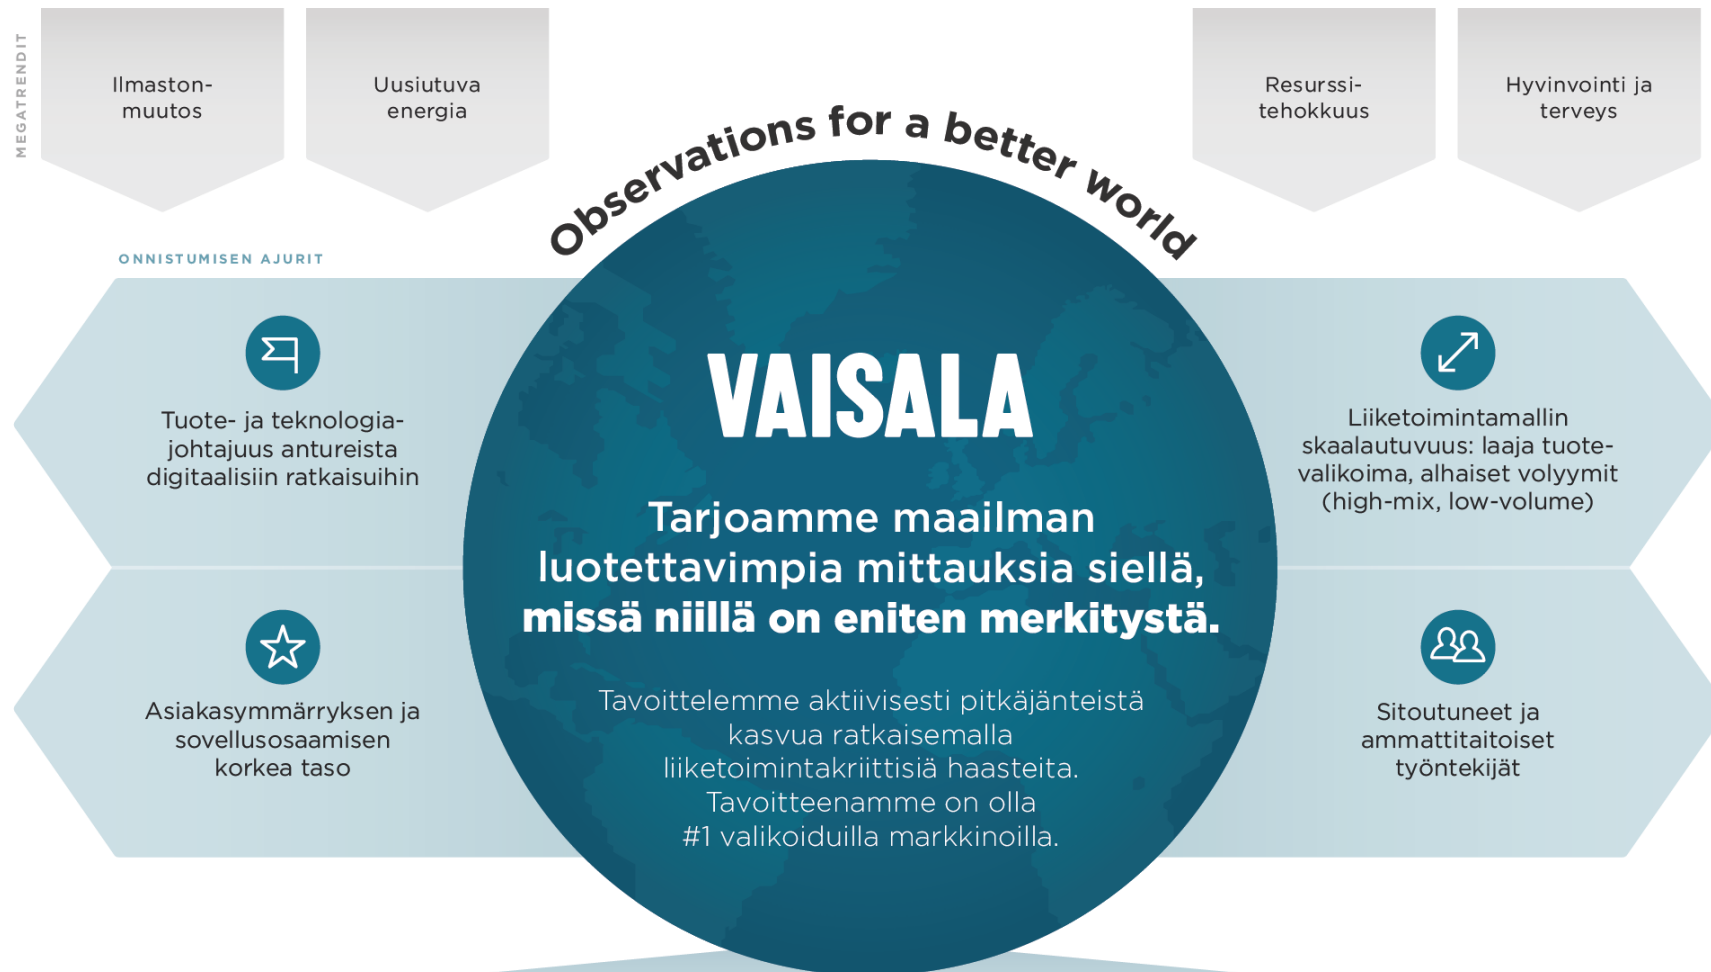 MEGATRENDIT
Ilmaston-
muutos
Uusiutuva
energia
Resurssi-
tehokkuus
Hyvinvointi ja
terveys
Observations for a better world
ONNISTUMISEN AJURIT
Tuote- ja teknologia-
johtajuus antureista
digitaalisiin ratkaisuihin
Asiakasymmärryksen ja
sovellusosaamisen
korkea taso
VAISALA
Tarjoamme maailman
luotettavimpia mittauksia siellä,
missä niillä on eniten merkitystä.
Tavoittelemme aktiivisesti pitkäjänteistä
kasvua ratkaisemalla
liiketoimintakriittisiä haasteita.
Tavoitteenamme on olla
#1 valikoiduilla markkinoilla.
Liiketoimintamallin
skaalautuvuus: laaja tuote-
valikoima, alhaiset volyymit
(high-mix, low-volume)
Sitoutuneet ja
ammattitaitoiset
työntekijät